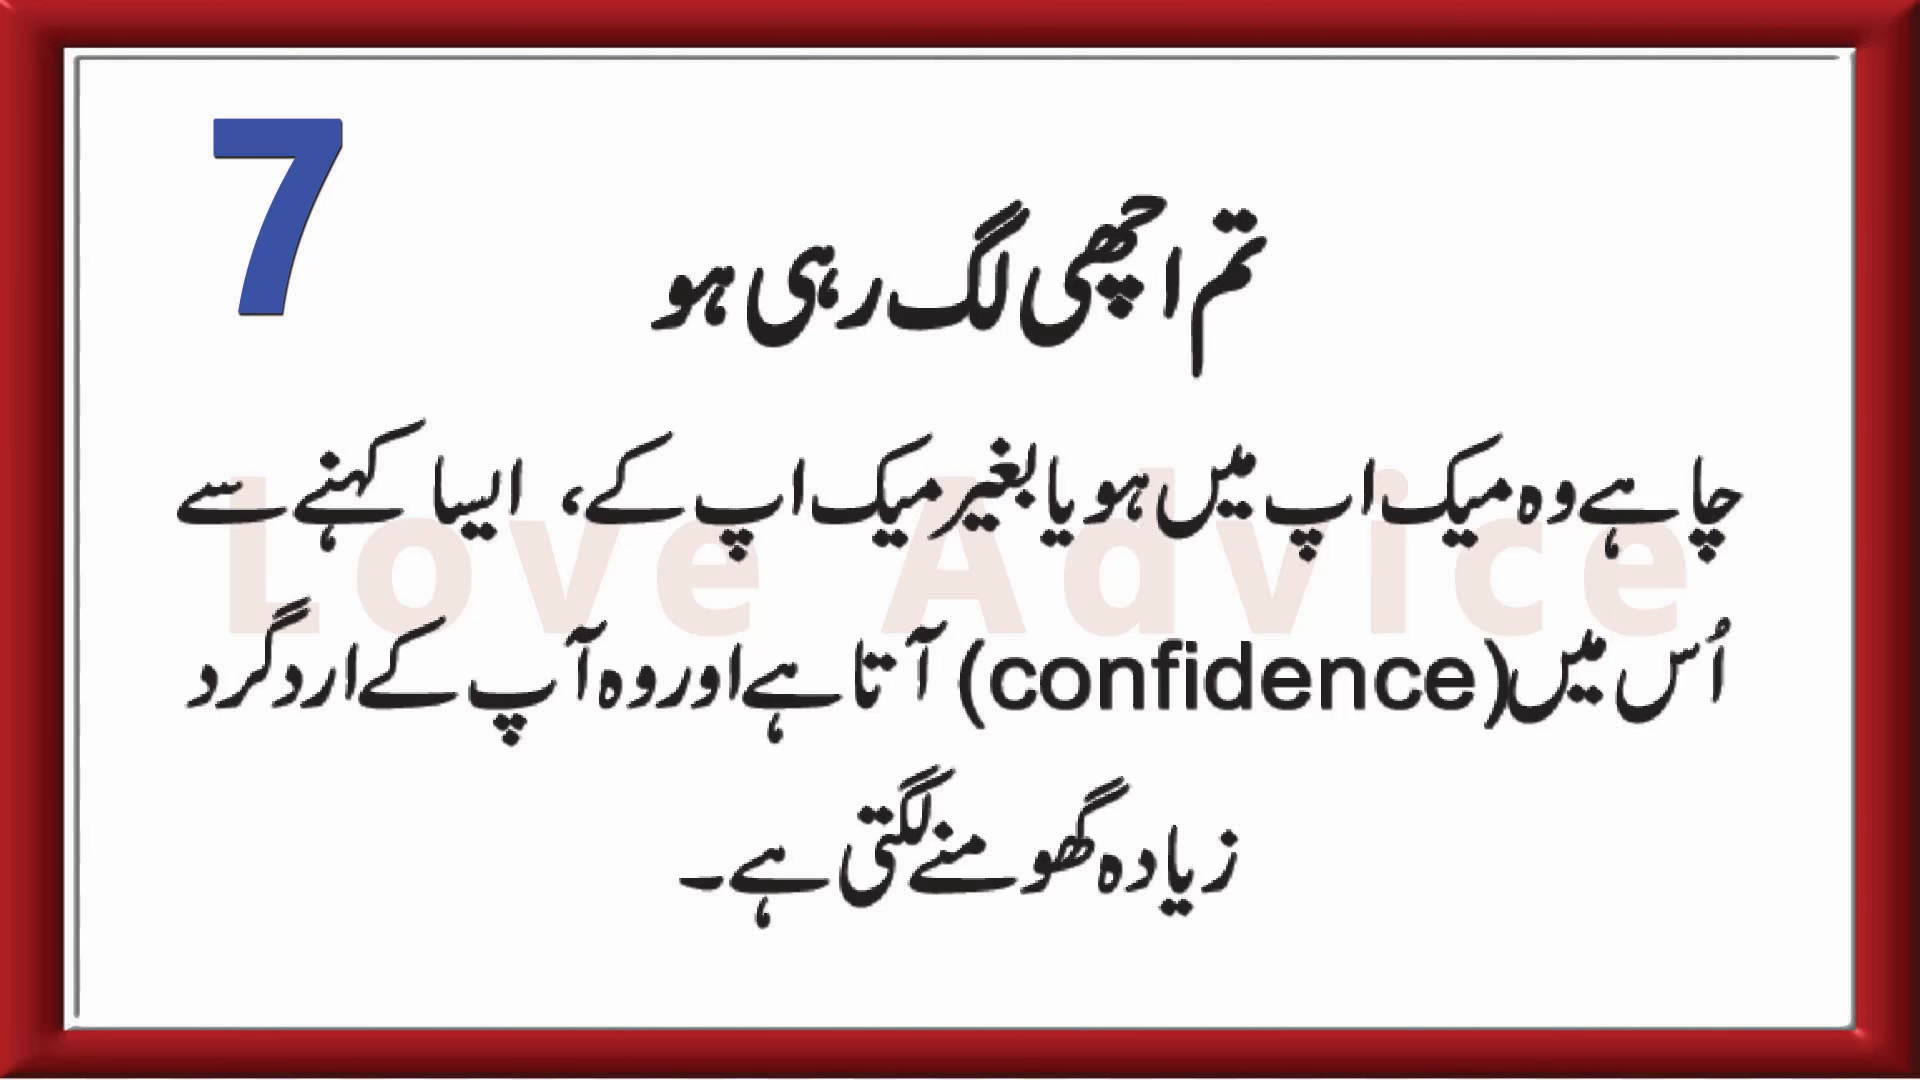 7
تم اچھی لگ رہی ہو
چاہے وہ میک اپ میں ہو یا بغیر میک اپ کے، ایسا کہنے سے
Love Advice
اُس میں (confidence) آتا ہے اور وہ آپ کے ارد گرد
زیادہ گھومنے لگتی ہے۔